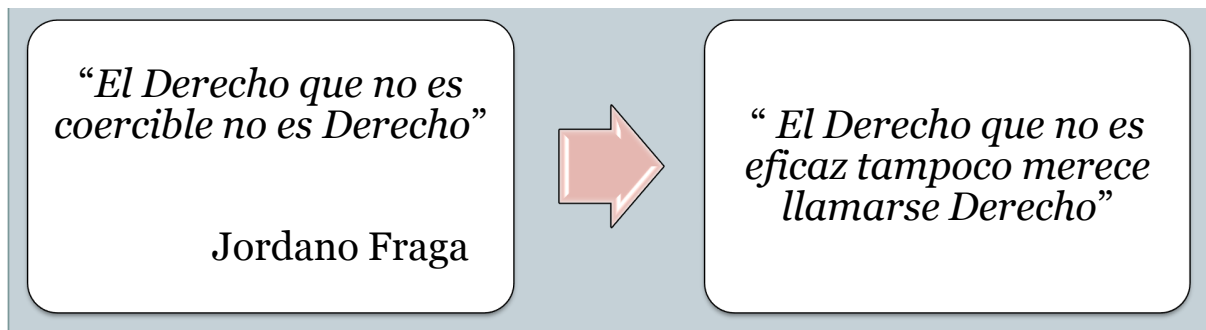 “El Derecho que no es
coercible no es Derecho”
Jordano Fraga
“ El Derecho que no es
eficaz tampoco merece
llamarse Derecho”